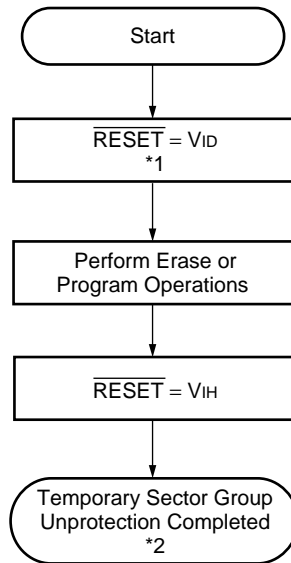 Start
RESET = VID
*1
Perform Erase or
Program Operations
RESET = VIH
Temporary Sector Group
Unprotection Completed
*2